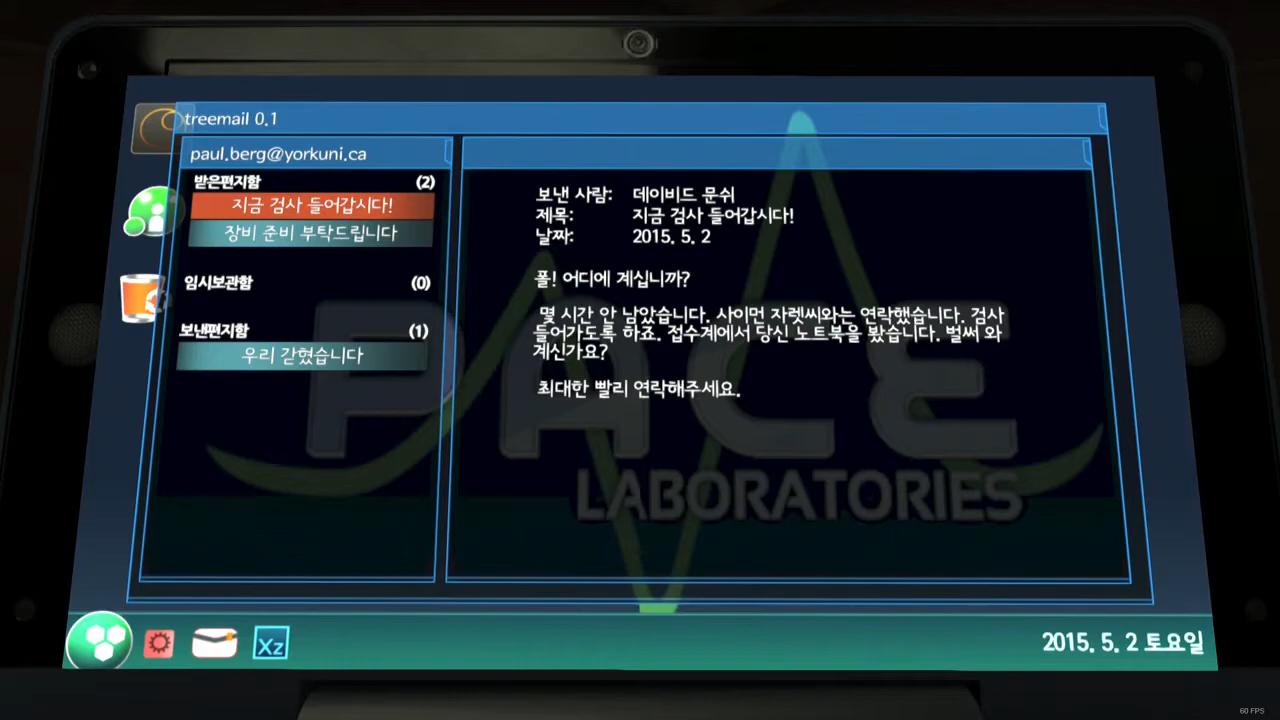 treemail 0.1
paul.berg@yorkuni.ca
받은편지함 (2)
지금 검사 들어갑시다!
장비 준비 부탁드립니다
임시보관함 (0)
보낸편지함 (1)
우리 갇혔습니다
보낸 사람: 데이비드 문쉬
제목: 지금 검사 들어갑시다!
날짜: 2015. 5. 2
폴! 어디에 계십니까?
몇 시간 안 남았습니다. 사이먼 자렛씨와는 연락했습니다. 검사
들어가도록 하죠. 접수계에서 당신 노트북을 봤습니다. 벌써 와
계신가요?
최대한 빨리 연락해주세요.
PACE
LABORATORIES
Xz
2015. 5. 2 토요일
60 FPS